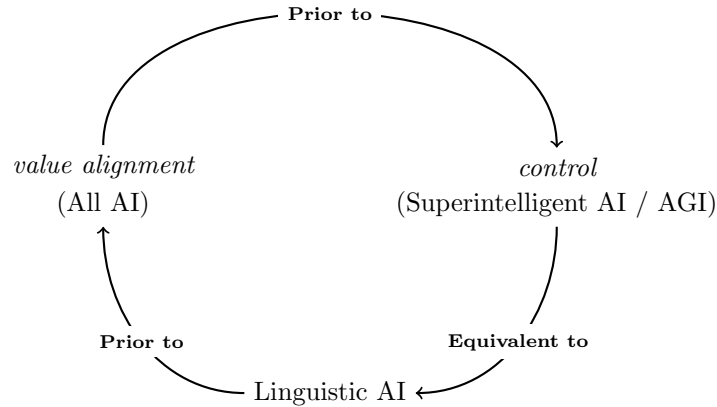 Prior to
value alignment
(All AI)
control
(Superintelligent AI / AGI)
Prior to
Equivalent to
Linguistic AI